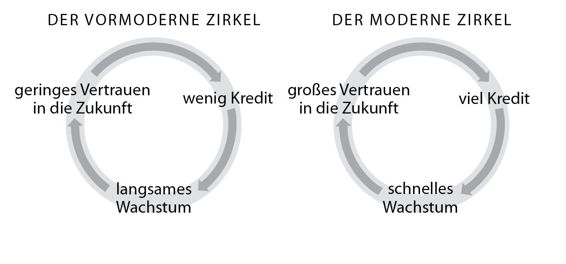 DER VORMODERNE ZIRKEL
geringes Vertrauen
in die Zukunft
wenig Kredit
langsames
Wachstum
DER MODERNE ZIRKEL
großes Vertrauen
in die Zukunft
viel Kredit
schnelles
Wachstum